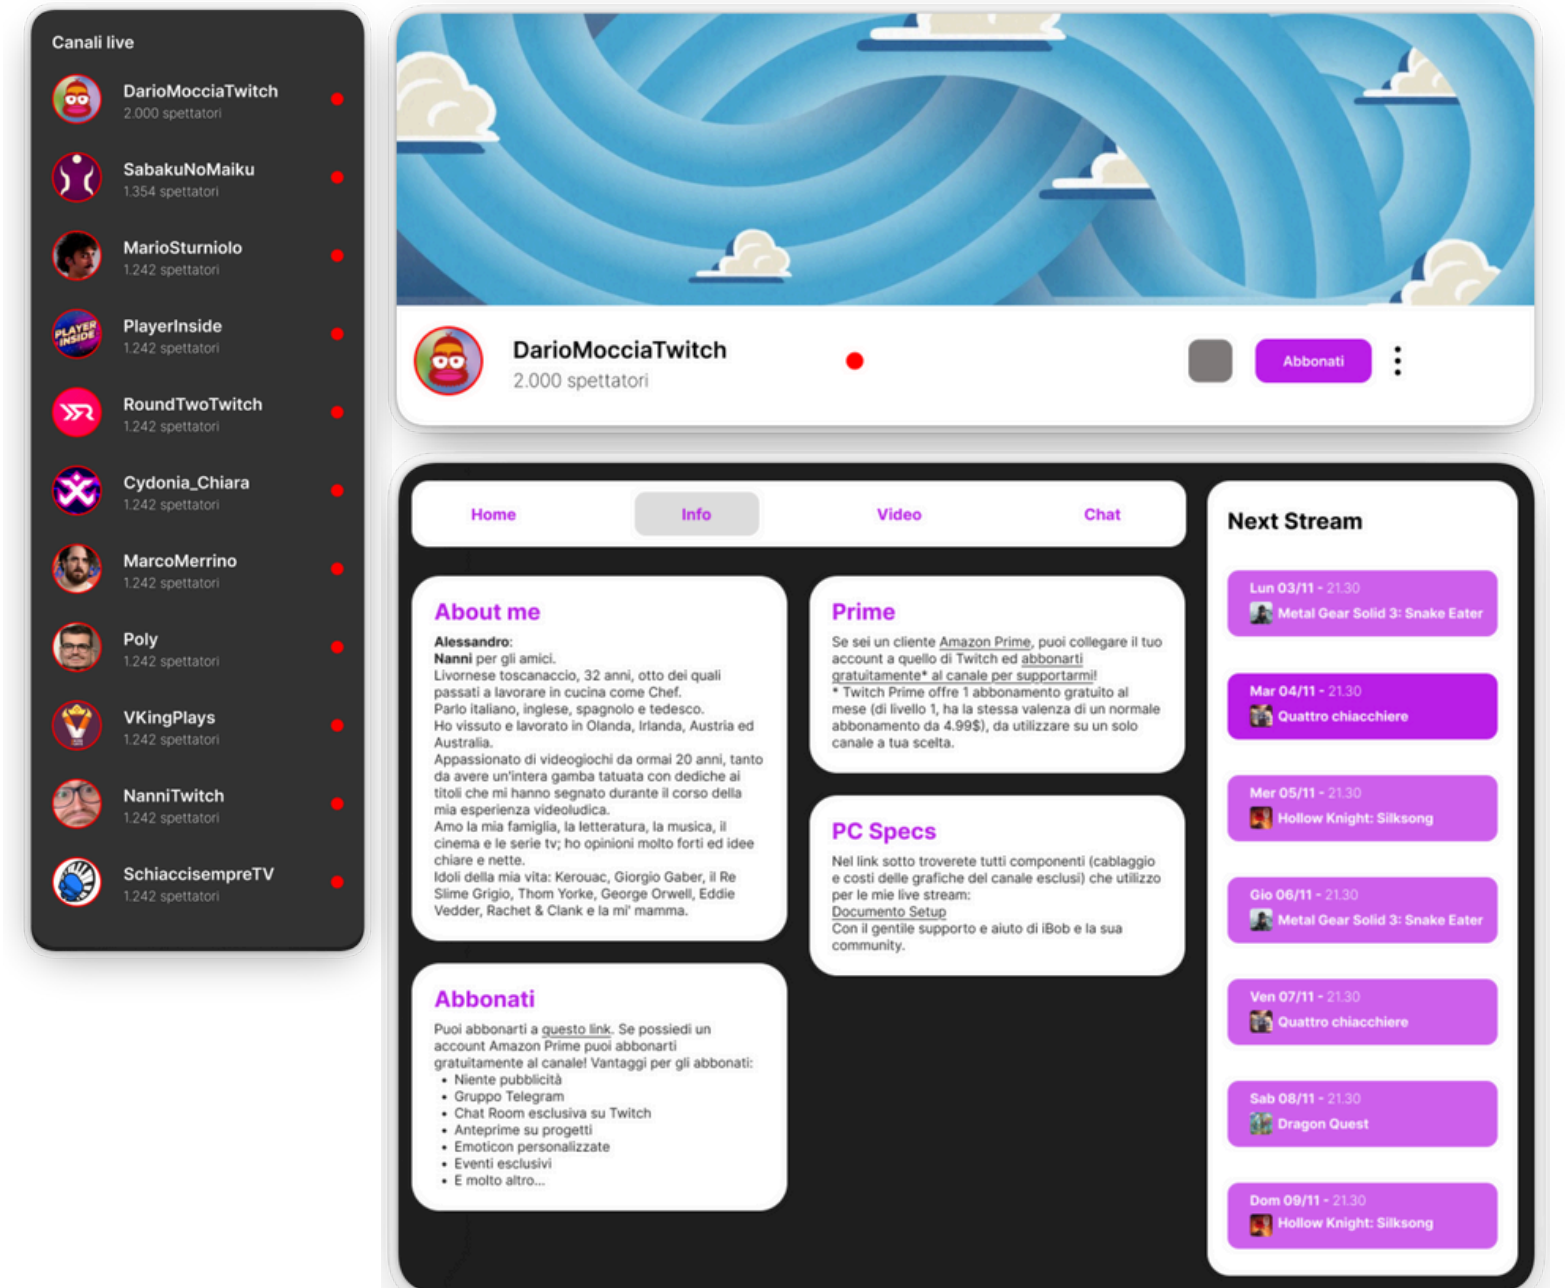 Canali live
DarioMocciaTwitch
2.000 spettatori
SabakuNoMaiku
1.354 spettatori
MarioSturniolo
1.242 spettatori
PLAYER
INSIDE
PlayerInside
1.242 spettatori
RoundTwoTwitch
1.242 spettatori
Cydonia_Chiara
1.242 spettatori
MarcoMerrino
1.242 spettatori
Poly
1.242 spettatori
VKingPlays
1.242 spettatori
NanniTwitch
1.242 spettatori
SchiaccisempreTV
1.242 spettatori
DarioMocciaTwitch
2.000 spettatori
Abbonati
Home
Info
Video
Chat
About me
Alessandro:
Nanni per gli amici.
Livornese toscanaccio, 32 anni, otto dei quali
passati a lavorare in cucina come Chef.
Parlo italiano, inglese, spagnolo e tedesco.
Ho vissuto e lavorato in Olanda, Irlanda, Austria ed
Australia.
Appassionato di videogiochi da ormai 20 anni, tanto
da avere un'intera gamba tatuata con dediche ai
titoli che mi hanno segnato durante il corso della
mia esperienza videoludica.
Amo la mia famiglia, la letteratura, la musica, il
cinema e le serie tv; ho opinioni molto forti ed idee
chiare e nette.
Idoli della mia vita: Kerouac, Giorgio Gaber, il Re
Slime Grigio, Thom Yorke, George Orwell, Eddie
Vedder, Rachet & Clank e la mi' mamma.
Abbonati
Puoi abbonarti a questo link. Se possiedi un
account Amazon Prime puoi abbonarti
gratuitamente al canale! Vantaggi per gli abbonati:
• Niente pubblicità
• Gruppo Telegram
• Chat Room esclusiva su Twitch
• Anteprime su progetti
• Emoticon personalizzate
• Eventi esclusivi
• E molto altro...
Prime
Se sei un cliente Amazon Prime, puoi collegare il tuo
account a quello di Twitch ed abbonarti
gratuitamente* al canale per supportarmi!
* Twitch Prime offre 1 abbonamento gratuito al
mese (di livello 1, ha la stessa valenza di un normale
abbonamento da 4.99$), da utilizzare su un solo
canale a tua scelta.
PC Specs
Nel link sotto troverete tutti componenti (cablaggio
e costi delle grafiche del canale esclusi) che utilizzo
per le mie live stream:
Documento Setup
Con il gentile supporto e aiuto di iBob e la sua
community.
Next Stream
Lun 03/11 - 21.30
Metal Gear Solid 3: Snake Eater
Mar 04/11 - 21.30
Quattro chiacchiere
Mer 05/11 - 21.30
Hollow Knight: Silksong
Gio 06/11 - 21.30
Metal Gear Solid 3: Snake Eater
Ven 07/11 - 21.30
Quattro chiacchiere
Sab 08/11 - 21.30
Dragon Quest
Dom 09/11 - 21.30
Hollow Knight: Silksong